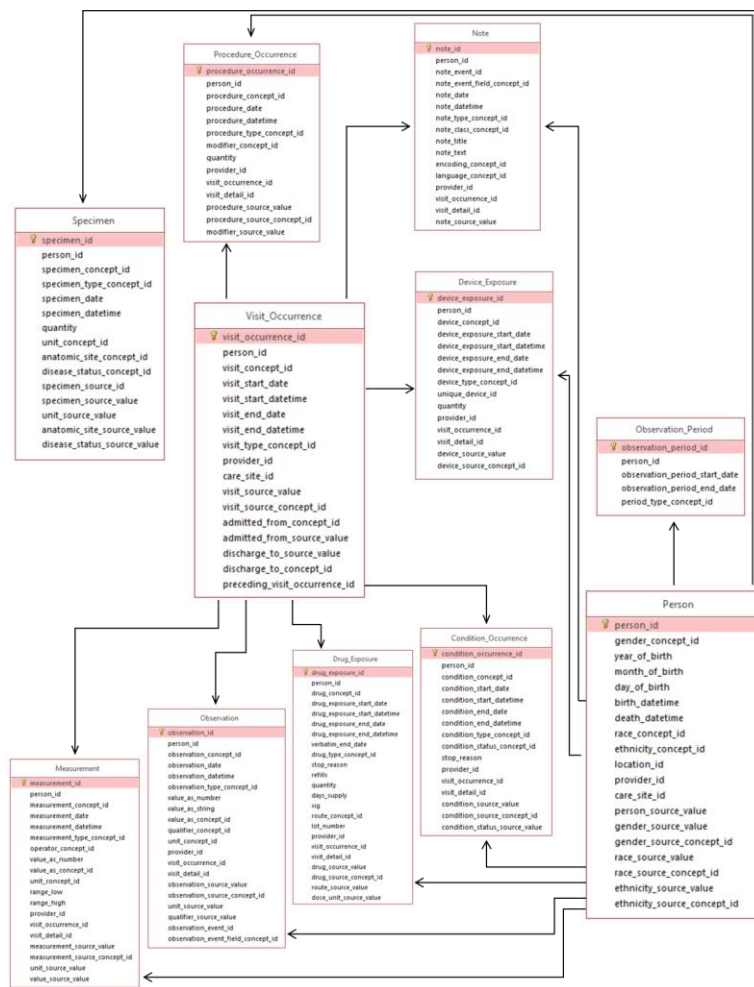 Procedure_Occurrence
procedure_occurrence_id
person_id
procedure_concept_id
procedure_date
procedure_datetime
procedure_type_concept_id
modifier_concept_id
quantity
provider_id
visit_occurrence_id
visit_detail_id
procedure_source_value
procedure_source_concept_id
modifier_source_value
Note
note_id
person_id
note_event_id
note_event_field_concept_id
note_date
note_datetime
note_type_concept_id
note_class_concept_id
note_title
note_text
encoding_concept_id
language_concept_id
provider_id
visit_occurrence_id
visit_detail_id
note_source_value
Specimen
specimen_id
person_id
specimen_concept_id
specimen_type_concept_id
specimen_date
specimen_datetime
quantity
unit_concept_id
anatomic_site_concept_id
disease_status_concept_id
specimen_source_id
specimen_source_value
unit_source_value
anatomic_site_source_value
disease_status_source_value
Visit_Occurrence
visit_occurrence_id
person_id
visit_concept_id
visit_start_date
visit_start_datetime
visit_end_date
visit_end_datetime
visit_type_concept_id
provider_id
care_site_id
visit_source_value
visit_source_concept_id
admitted_from_concept_id
admitted_from_source_value
discharge_to_source_value
discharge_to_concept_id
preceding_visit_occurrence_id
Device_Exposure
device_exposure_id
person_id
device_concept_id
device_exposure_start_date
device_exposure_start_datetime
device_exposure_end_date
device_exposure_end_datetime
device_type_concept_id
unique_device_id
quantity
provider_id
visit_occurrence_id
visit_detail_id
device_source_value
device_source_concept_id
Observation_Period
observation_period_id
person_id
observation_period_start_date
observation_period_end_date
period_type_concept_id
Person
person_id
gender_concept_id
year_of_birth
month_of_birth
day_of_birth
birth_datetime
death_datetime
race_concept_id
ethnicity_concept_id
location_id
provider_id
care_site_id
person_source_value
gender_source_value
gender_source_concept_id
race_source_value
race_source_concept_id
ethnicity_source_value
ethnicity_source_concept_id
Condition_Occurrence
condition_occurrence_id
person_id
condition_concept_id
condition_start_date
condition_start_datetime
condition_end_date
condition_end_datetime
condition_type_concept_id
condition_status_concept_id
stop_reason
provider_id
visit_occurrence_id
visit_detail_id
condition_source_value
condition_source_concept_id
condition_status_source_value
Drug_Exposure
drug_exposure_id
person_id
drug_concept_id
drug_exposure_start_date
drug_exposure_start_datetime
drug_exposure_end_date
drug_exposure_end_datetime
verbatim_end_date
drug_type_concept_id
stop_reason
refills
quantity
days_supply
sig
route_concept_id
lot_number
provider_id
visit_occurrence_id
visit_detail_id
drug_source_value
drug_source_concept_id
route_source_value
dose_unit_source_value
Observation
observation_id
person_id
observation_concept_id
observation_date
observation_datetime
observation_type_concept_id
value_as_number
value_as_string
value_as_concept_id
qualifier_concept_id
unit_concept_id
provider_id
visit_occurrence_id
visit_detail_id
observation_source_value
observation_source_concept_id
unit_source_value
qualifier_source_value
observation_event_id
observation_event_field_concept_id
Measurement
measurement_id
person_id
measurement_concept_id
measurement_date
measurement_datetime
measurement_type_concept_id
operator_concept_id
value_as_number
value_as_concept_id
unit_concept_id
range_low
range_high
provider_id
visit_occurrence_id
visit_detail_id
measurement_source_value
measurement_source_concept_id
unit_source_value
value_source_value